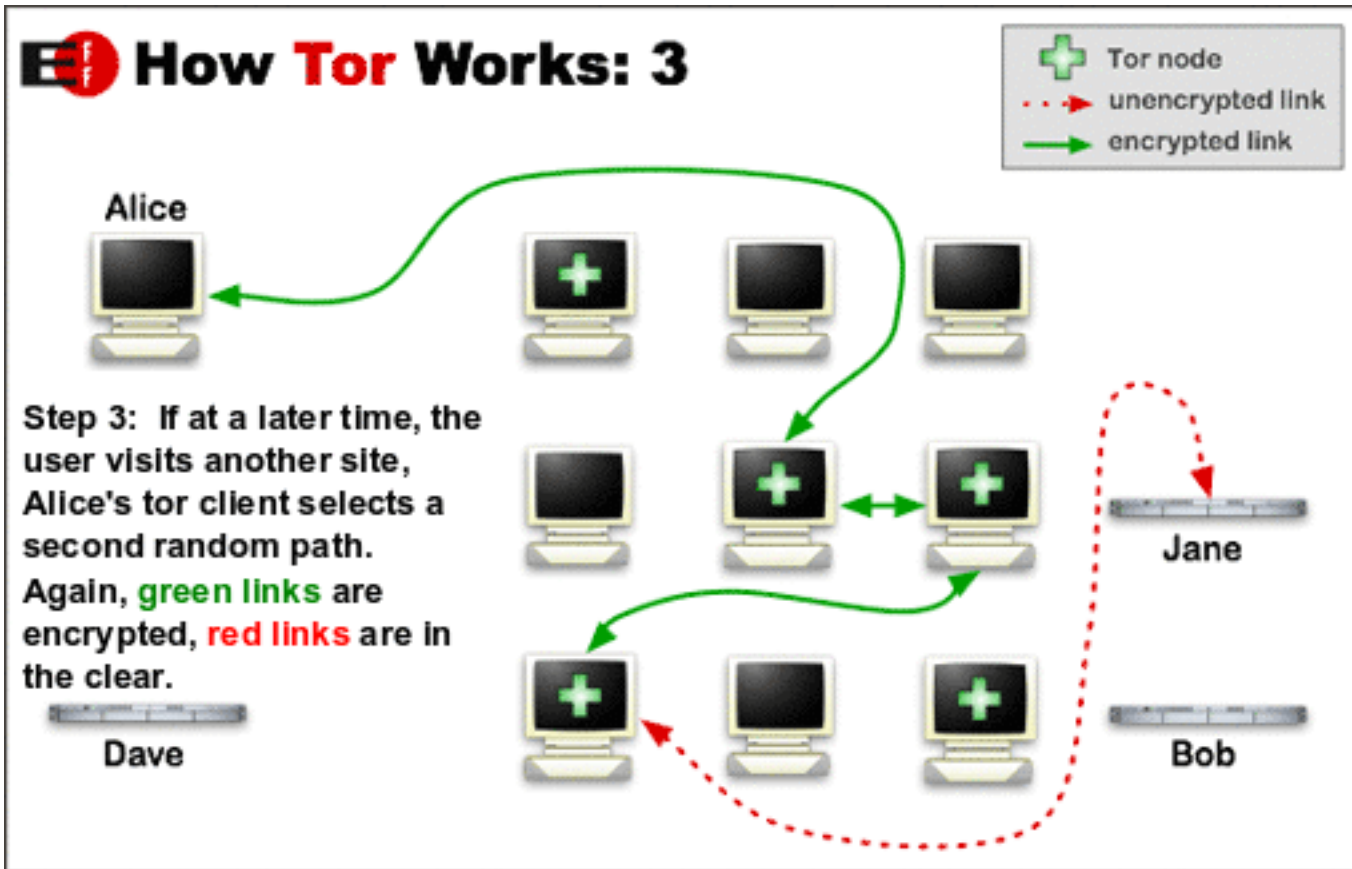 EFF How Tor Works: 3
Tor node
unencrypted link
encrypted link
Alice
Step 3: If at a later time, the
user visits another site,
Alice's tor client selects a
second random path.
Again, green links are
encrypted, red links are in
the clear.
Jane
Dave
Bob